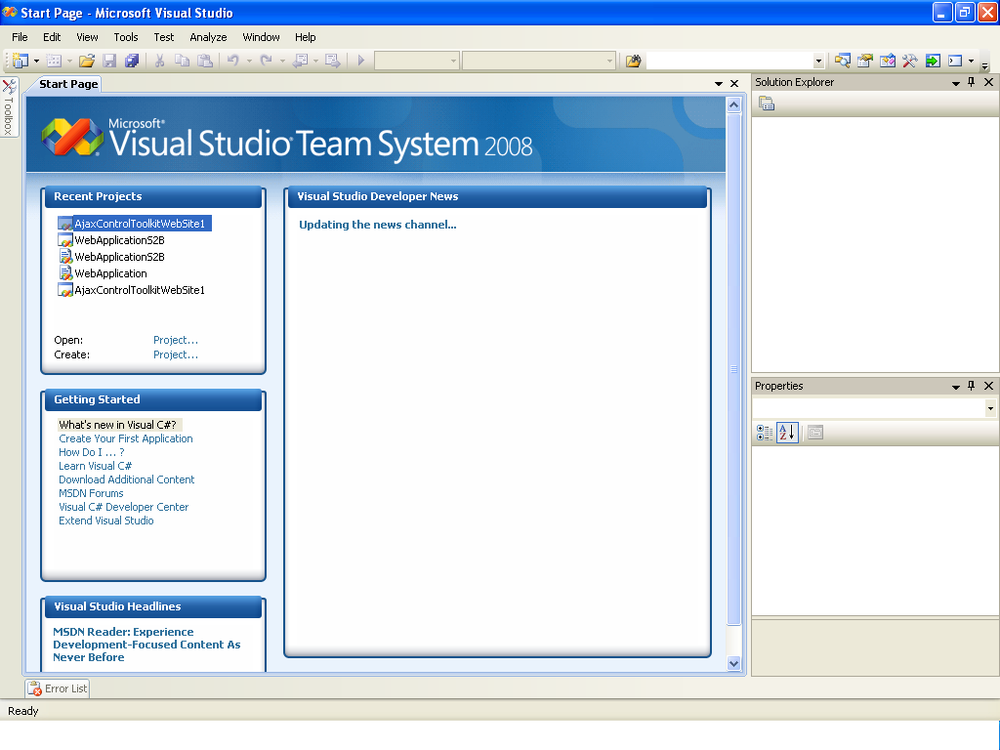 Start Page - Microsoft Visual Studio
File Edit View Tools Test Analyze Window Help
Toolbox
Start Page
Microsoft®
Visual Studio Team System 2008
Recent Projects
AjaxControlToolkitWebSite1
WebApplicationS2B
WebApplicationS2B
WebApplication
AjaxControlToolkitWebSite1
Open: Project...
Create: Project...
Getting Started
What's new in Visual C#?
Create Your First Application
How Do I ... ?
Learn Visual C#
Download Additional Content
MSDN Forums
Visual C# Developer Center
Extend Visual Studio
Visual Studio Headlines
MSDN Reader: Experience
Development-Focused Content As
Never Before
Visual Studio Developer News
Updating the news channel...
Solution Explorer
Properties
Error List
Ready